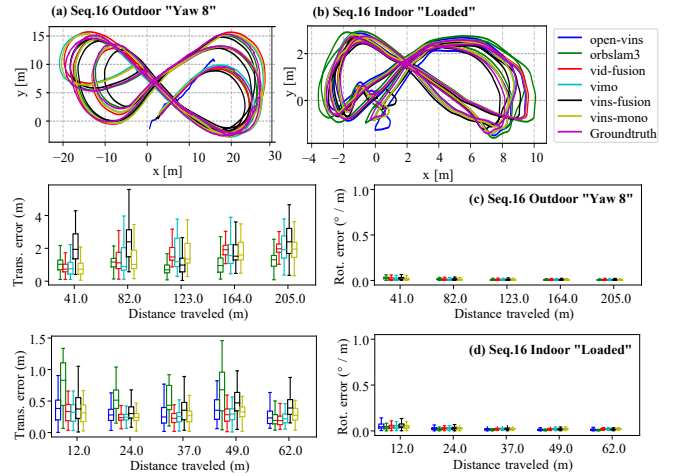 (a) Seq.16 Outdoor "Yaw 8"
(b) Seq.16 Indoor "Loaded"
15
10
5
0
y [m]
−20
−10
0
10
20
30
x [m]
2
0
y [m]
−4
−2
0
2
4
6
8
10
x [m]
open-vins
orbslam3
vid-fusion
vimo
vins-fusion
vins-mono
Groundtruth
Trans. error (m)
4
2
0
41.0
82.0
123.0
164.0
205.0
Distance traveled (m)
(c) Seq.16 Outdoor "Yaw 8"
Rot. error (° / m)
1.0
0.5
0.0
41.0
82.0
123.0
164.0
205.0
Distance traveled (m)
Trans. error (m)
1.5
1.0
0.5
0.0
12.0
24.0
37.0
49.0
62.0
Distance traveled (m)
(d) Seq.16 Indoor "Loaded"
Rot. error (° / m)
1.0
0.5
0.0
12.0
24.0
37.0
49.0
62.0
Distance traveled (m)